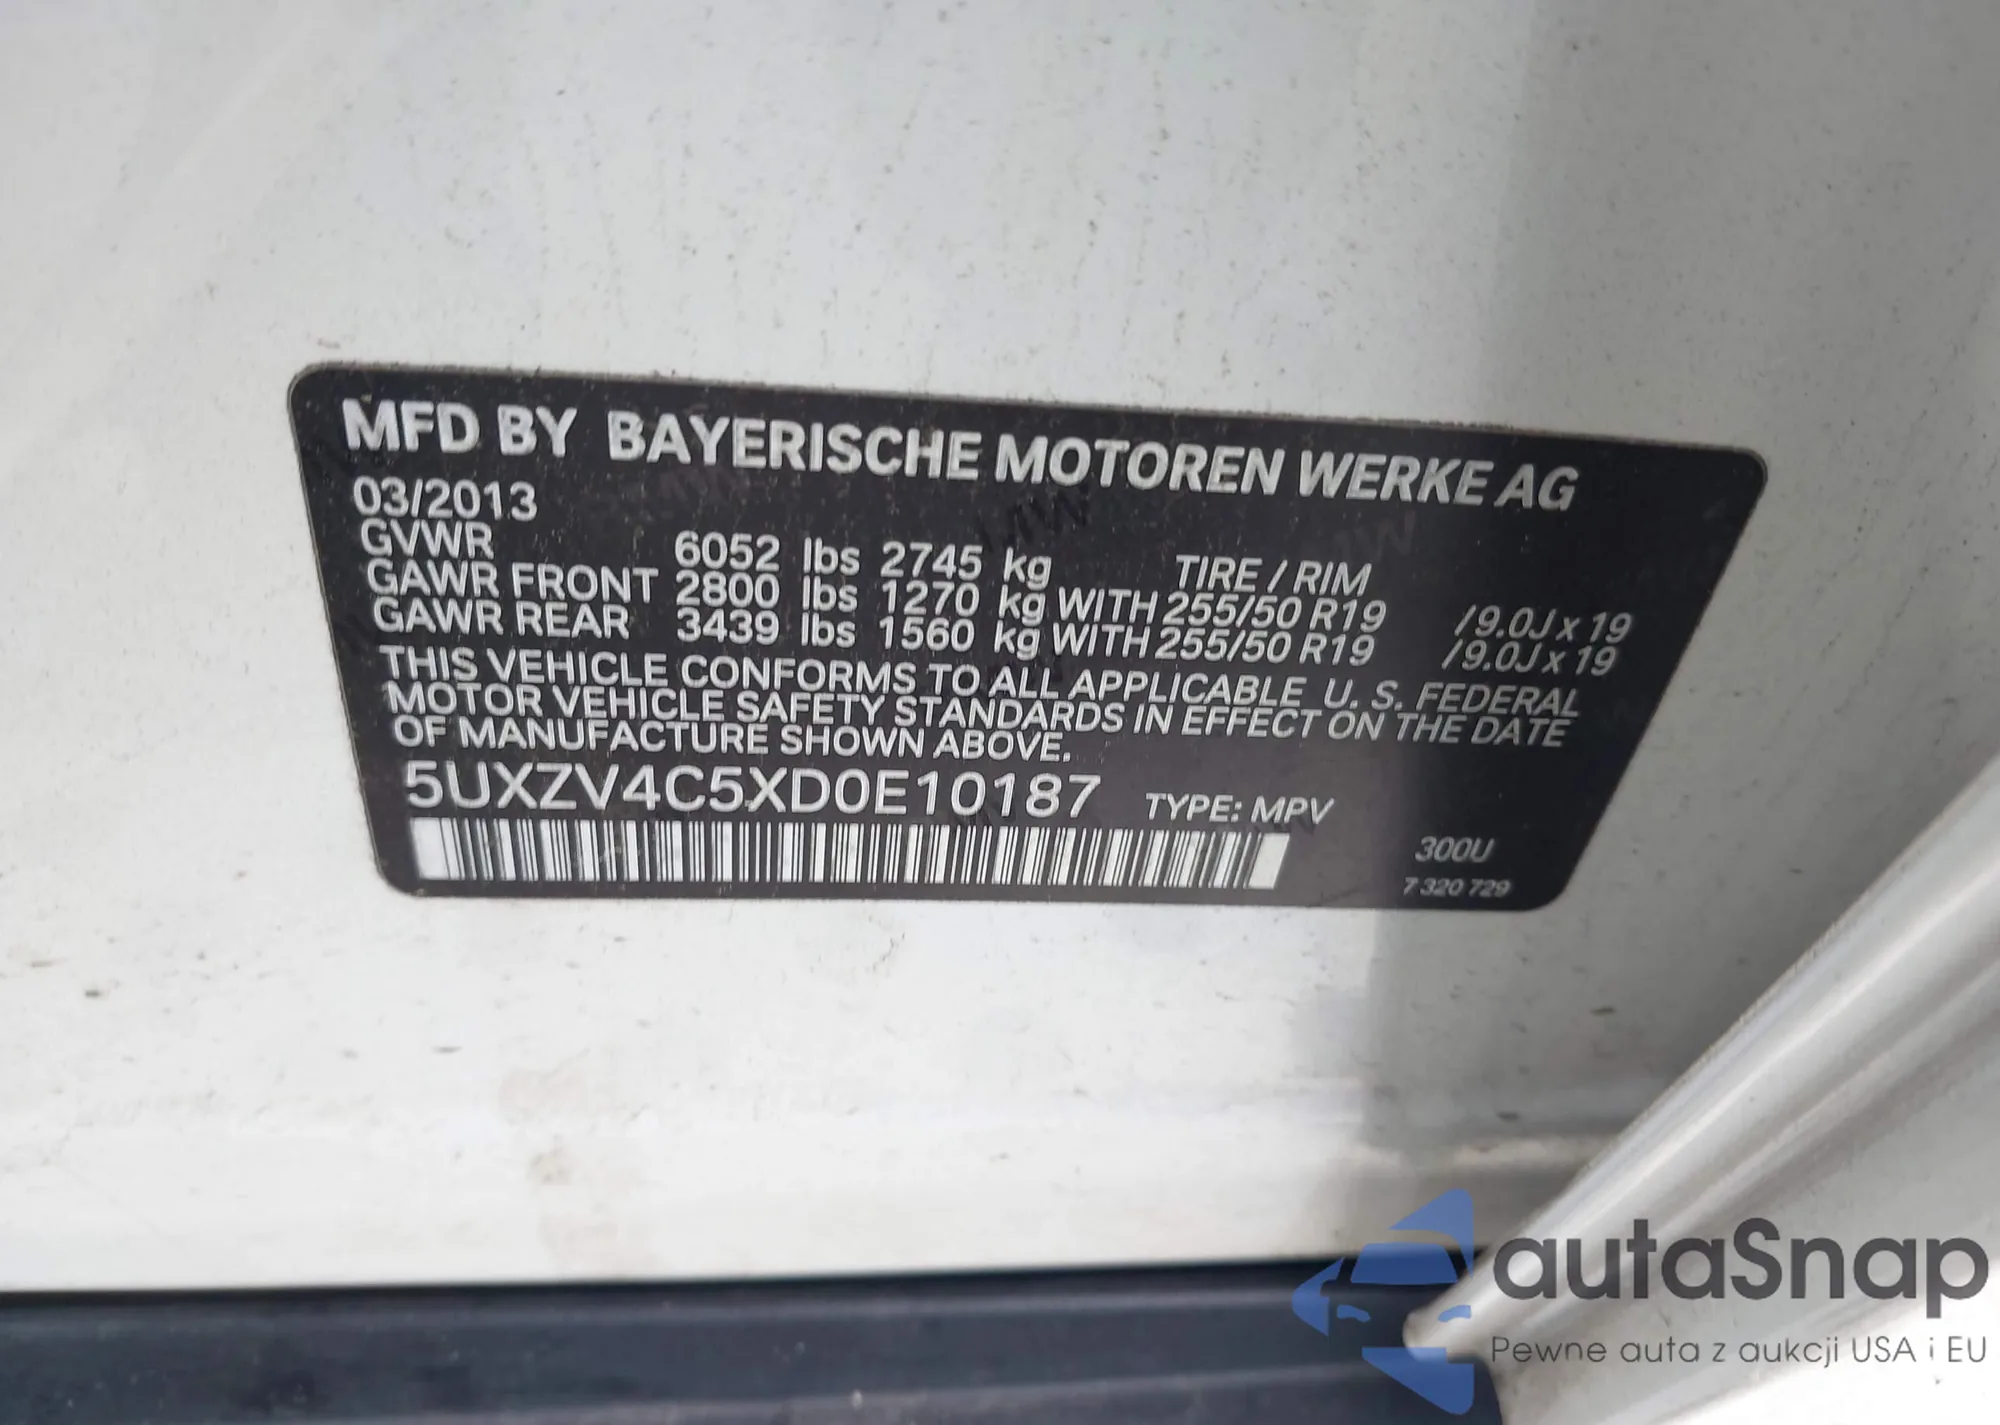 MFD BY BAYERISCHE MOTOREN WERKE AG
03/2013
GVWR 6052 lbs 2745 kg TIRE / RIM
GAWR FRONT 2800 lbs 1270 kg WITH 255/50 R19 /9.0J x 19
GAWR REAR 3439 lbs 1560 kg WITH 255/50 R19 /9.0J x 19
THIS VEHICLE CONFORMS TO ALL APPLICABLE U. S. FEDERAL
MOTOR VEHICLE SAFETY STANDARDS IN EFFECT ON THE DATE
OF MANUFACTURE SHOWN ABOVE.
5UXZV4C5XD0E10187 TYPE: MPV
300U
7 320 729
autaSnap
Pewne auta z aukcji USA i EU